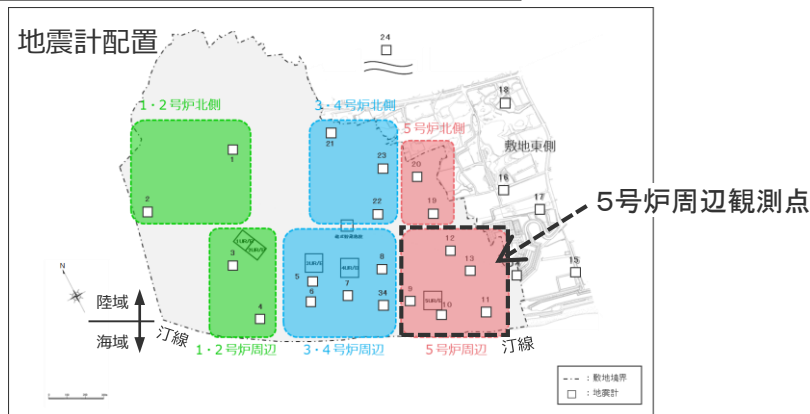 地震計配置
24
18
1・2号炉北側
3・4号炉北側
5号炉北側
敷地東側
21
1
23
20
16
2
22
19
17
5号炉周辺観測点
12
3
8
13
15
5
6
7
34
9
10
11
4
N
陸域
海域
汀線
汀線
1・2号炉周辺
3・4号炉周辺
5号炉周辺
：敷地境界
：地震計